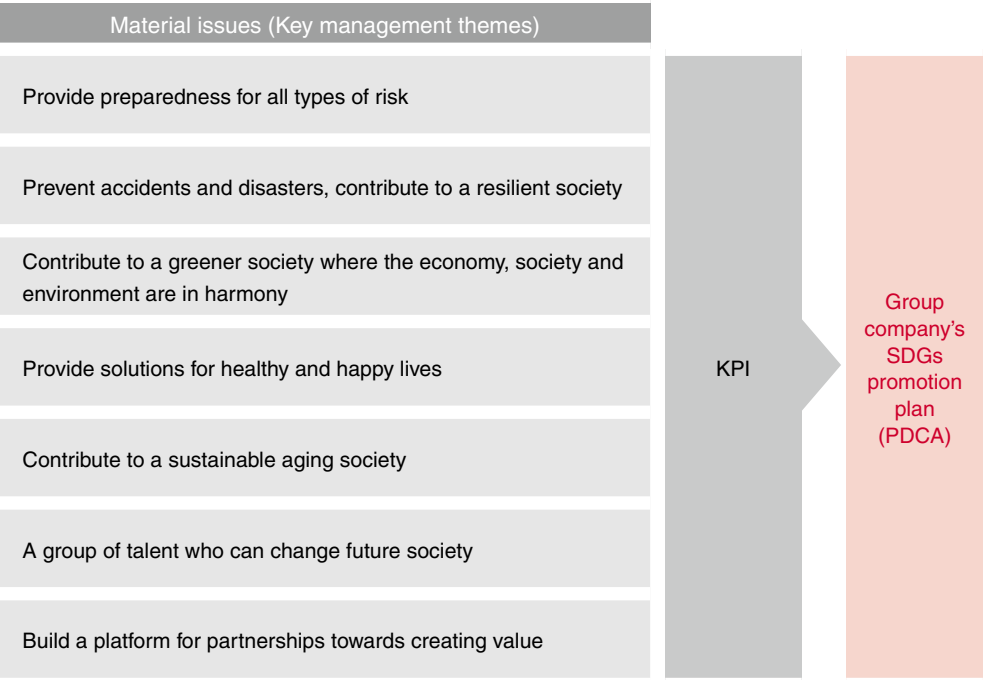 Material issues (Key management themes)
Provide preparedness for all types of risk
Prevent accidents and disasters, contribute to a resilient society
Contribute to a greener society where the economy, society and
environment are in harmony
Provide solutions for healthy and happy lives
Contribute to a sustainable aging society
A group of talent who can change future society
Build a platform for partnerships towards creating value
KPI
Group
company’s
SDGs
promotion
plan
(PDCA)